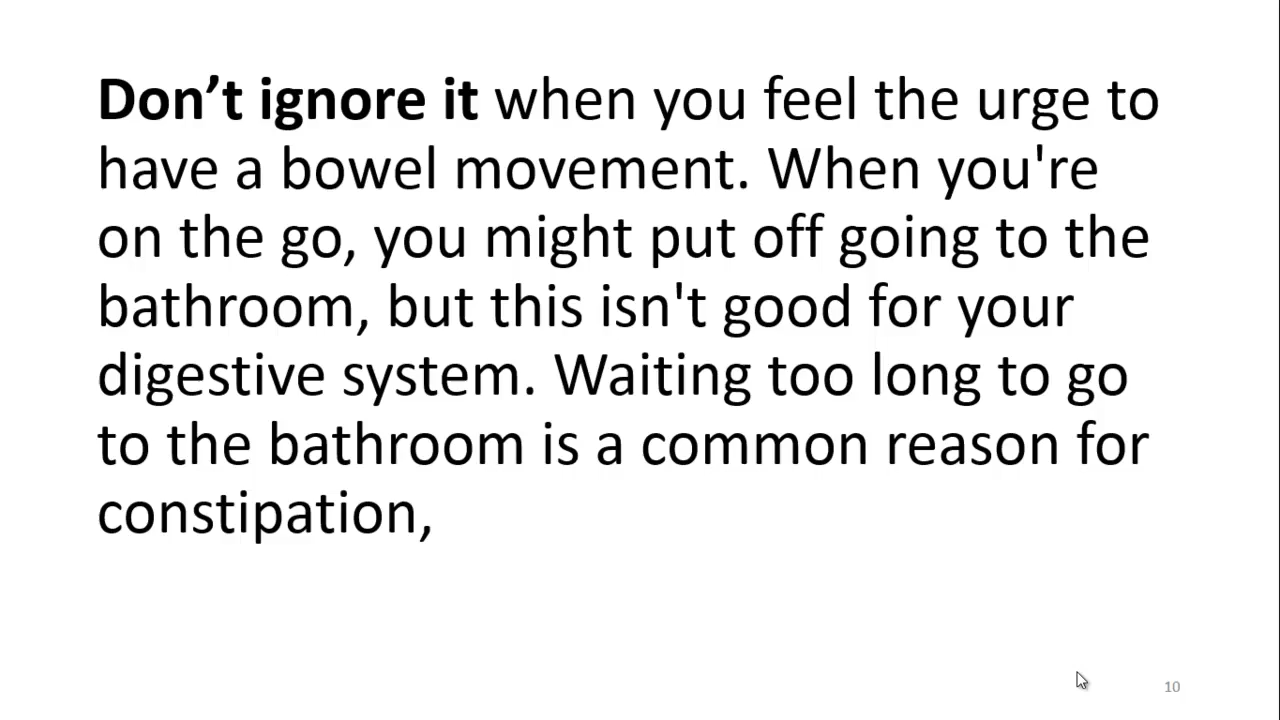 Don’t ignore it when you feel the urge to
have a bowel movement. When you're
on the go, you might put off going to the
bathroom, but this isn't good for your
digestive system. Waiting too long to go
to the bathroom is a common reason for
constipation,
10